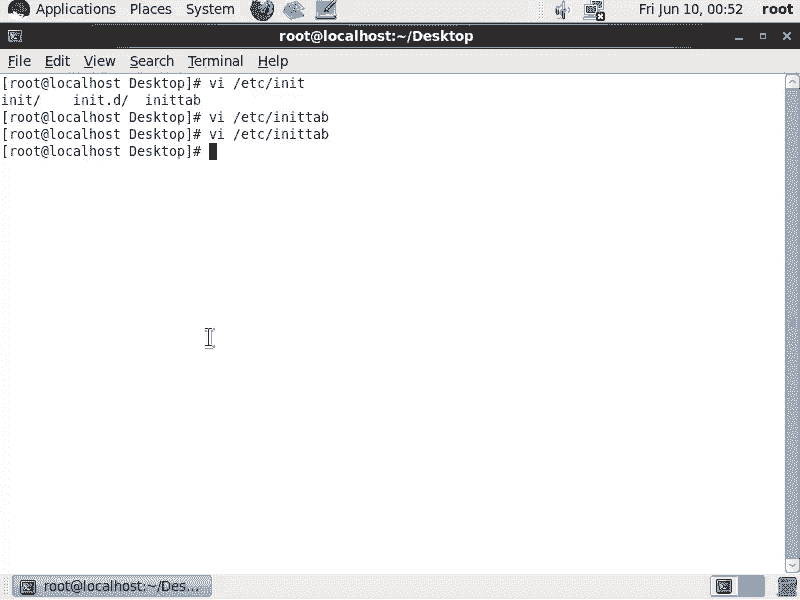 Applications Places System Fri Jun 10, 00:52 root
root@localhost:~/Desktop
File Edit View Search Terminal Help
[root@localhost Desktop]# vi /etc/init
init/    init.d/  inittab
[root@localhost Desktop]# vi /etc/inittab
[root@localhost Desktop]# vi /etc/inittab
[root@localhost Desktop]#
root@localhost:~/Des...